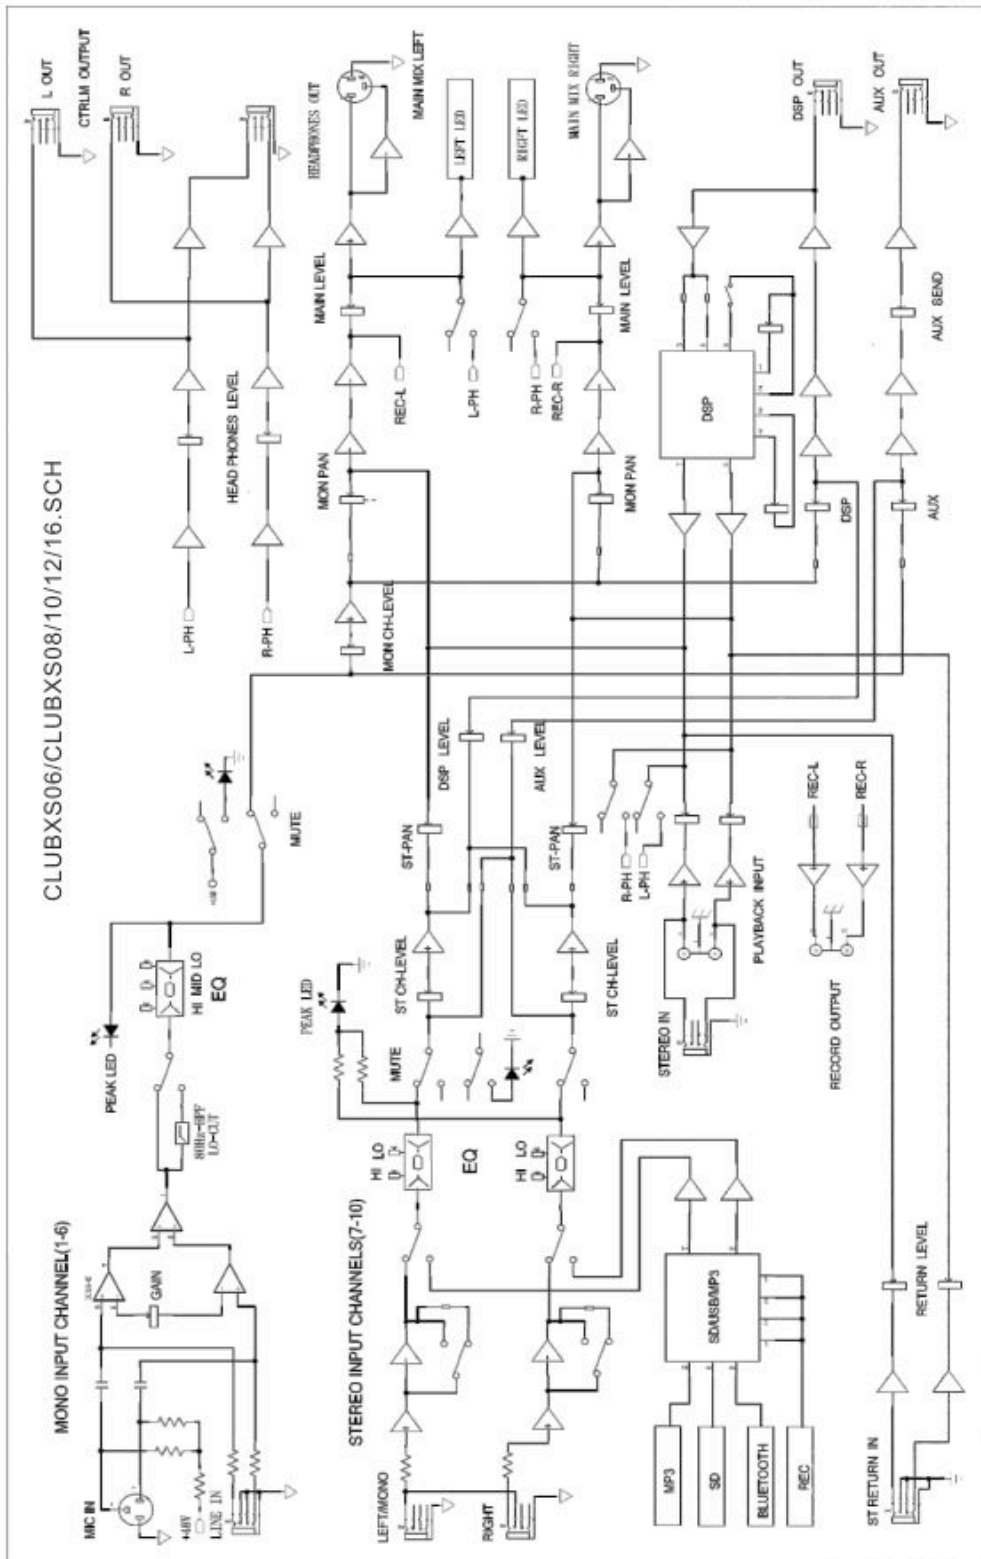 CLUBXS06/CLUBXS08/10/12/16.SCH
MONO INPUT CHANNEL(1-6)
MIC IN
+48V
LINE IN
GAIN
80Hz-HPF
LO-CUT
PEAK LED
HI MID LO
EQ
MUTE
L-PH
R-PH
HEAD PHONES LEVEL
L OUT
CTRLM OUTPUT
R OUT
HEADPHONES OUT
STEREO INPUT CHANNELS(7-10)
LEFT/MONO
RIGHT
HI LO
EQ
HI LO
PEAK LED
MUTE
ST CH-LEVEL
ST CH-LEVEL
ST-PAN
ST-PAN
DSP LEVEL
AUX LEVEL
MON CH-LEVEL
MON PAN
MON PAN
MAIN LEVEL
MAIN LEVEL
REC-L
L-PH
R-PH
REC-R
LEFT LED
RIGHT LED
MAIN MIX LEFT
MAIN MIX RIGHT
MP3
SD
BLUETOOTH
REC
SD/USB/MP3
STEREO IN
PLAYBACK INPUT
R-PH
L-PH
RECORD OUTPUT
REC-L
REC-R
DSP
DSP
AUX
AUX SEND
DSP OUT
AUX OUT
ST RETURN IN
RETURN LEVEL